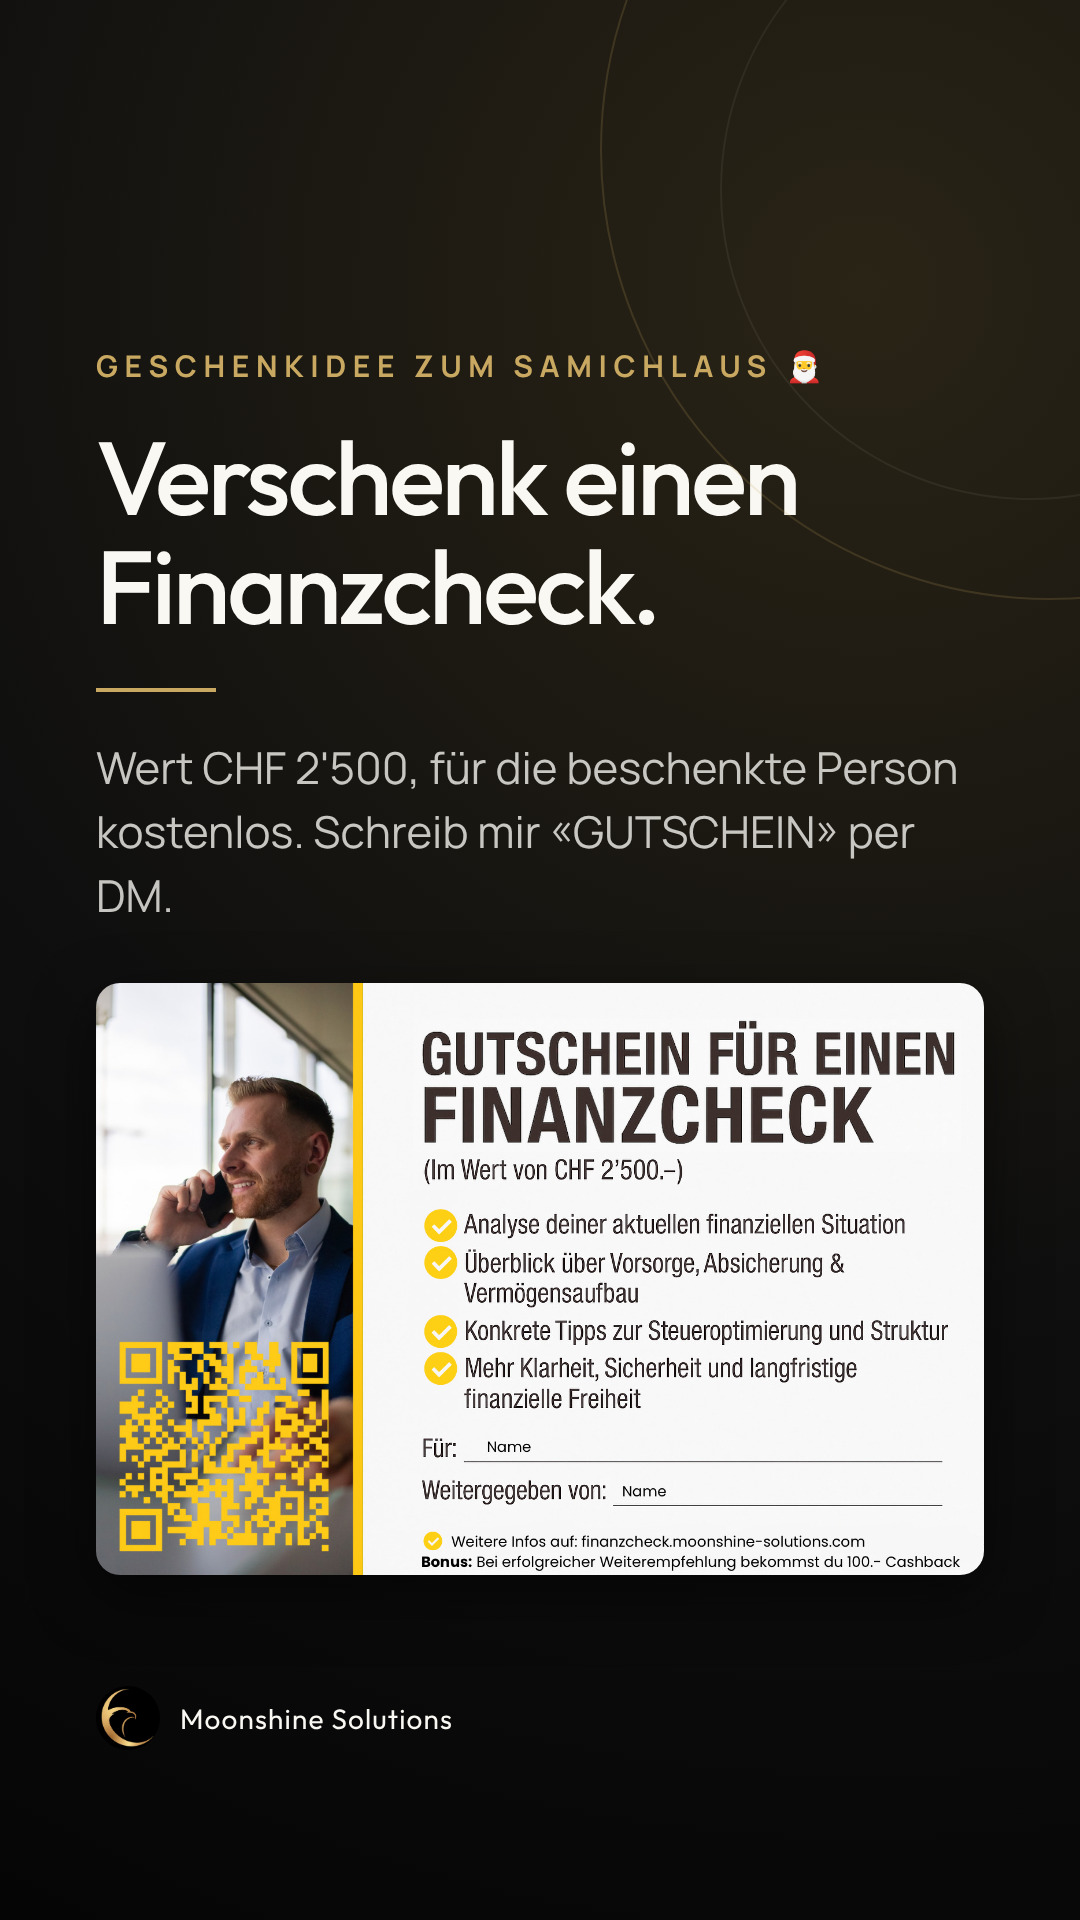 GESCHENKIDEE ZUM SAMICHLAUS 🎅
Verschenk einen
Finanzcheck.
Wert CHF 2'500, für die beschenkte Person
kostenlos. Schreib mir «GUTSCHEIN» per
DM.
GUTSCHEIN FÜR EINEN
FINANZCHECK
(Im Wert von CHF 2’500.–)
Analyse deiner aktuellen finanziellen Situation
Überblick über Vorsorge, Absicherung &
Vermögensaufbau
Konkrete Tipps zur Steueroptimierung und Struktur
Mehr Klarheit, Sicherheit und langfristige
finanzielle Freiheit
Für: Name
Weitergegeben von: Name
Weitere Infos auf: finanzcheck.moonshine-solutions.com
Bonus: Bei erfolgreicher Weiterempfehlung bekommst du 100.- Cashback
Moonshine Solutions